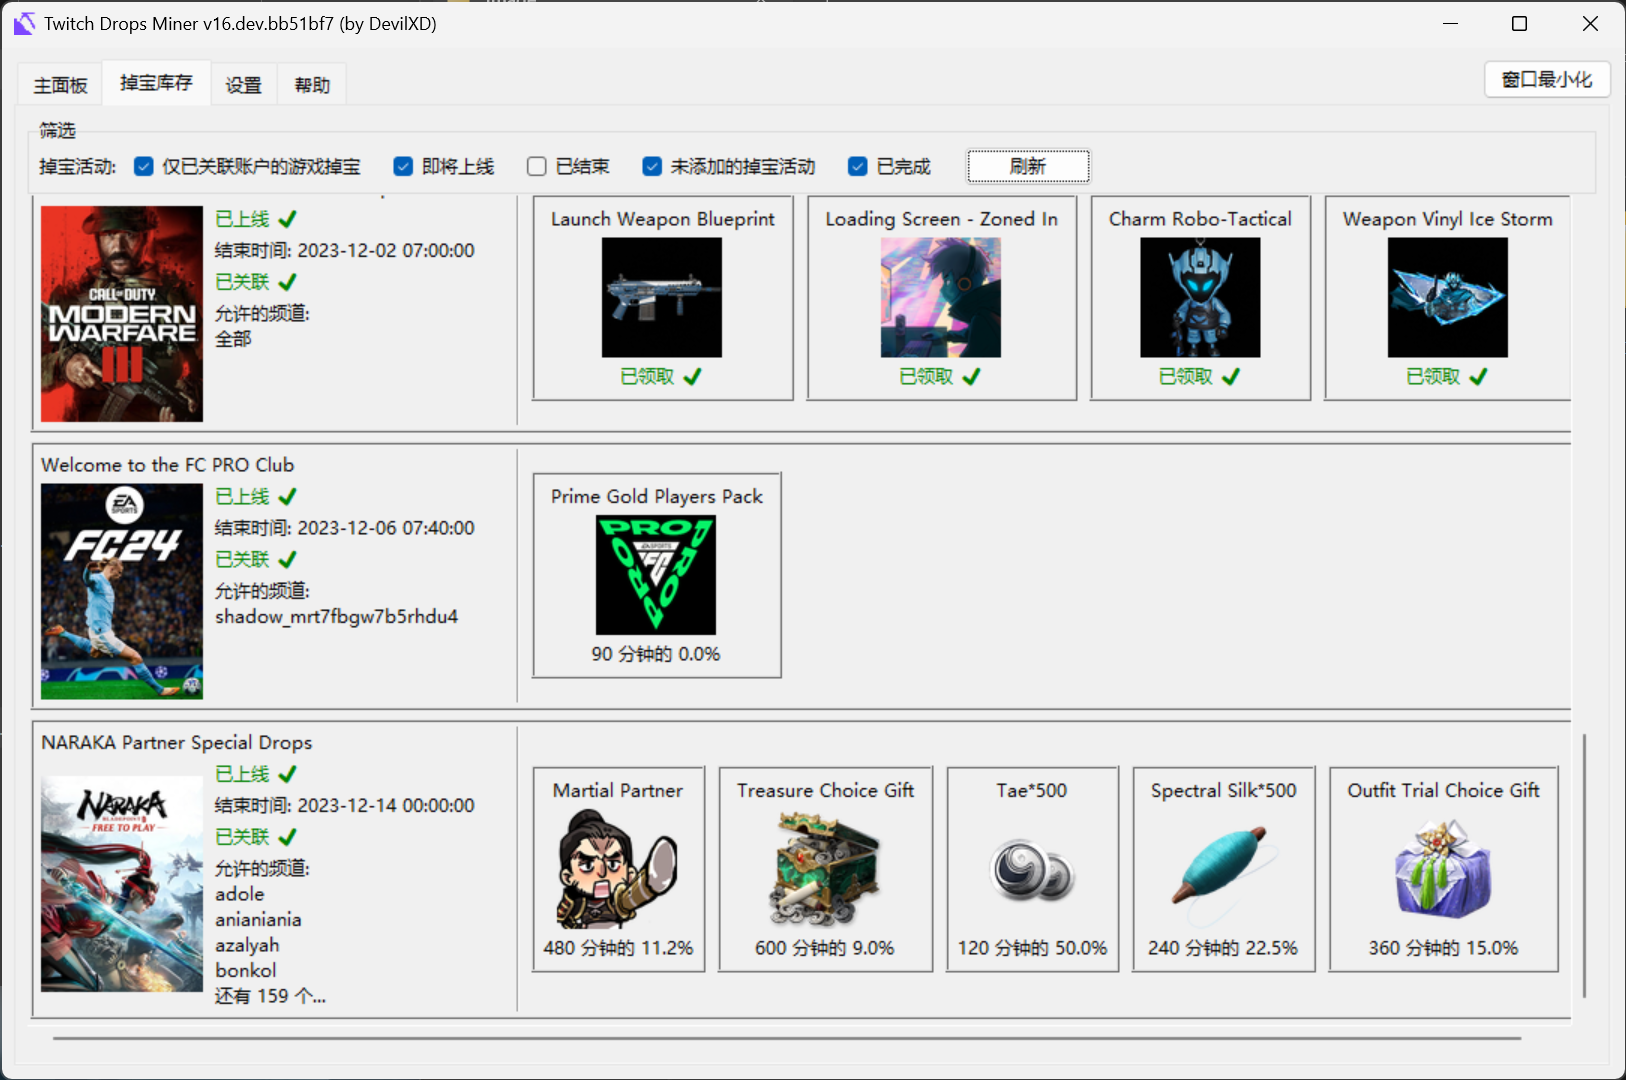 Twitch Drops Miner v16.dev.bb51bf7 (by DevilXD)
主面板
掉宝库存
设置
帮助
窗口最小化
筛选
掉宝活动:
仅已关联账户的游戏掉宝
即将上线
已结束
未添加的掉宝活动
已完成
刷新
CALL OF DUTY
MODERN
WARFARE
III
已上线 ✔
结束时间: 2023-12-02 07:00:00
已关联 ✔
允许的频道:
全部
Launch Weapon Blueprint
已领取 ✔
Loading Screen - Zoned In
已领取 ✔
Charm Robo-Tactical
已领取 ✔
Weapon Vinyl Ice Storm
已领取 ✔
Welcome to the FC PRO Club
EA
SPORTS
FC24
已上线 ✔
结束时间: 2023-12-06 07:40:00
已关联 ✔
允许的频道:
shadow_mrt7fbgw7b5rhdu4
Prime Gold Players Pack
PRO
PRO
PRO
EA SPORTS
FC
90 分钟的 0.0%
NARAKA Partner Special Drops
NARAKA
BLADEPOINT
FREE TO PLAY
已上线 ✔
结束时间: 2023-12-14 00:00:00
已关联 ✔
允许的频道:
adole
anianiania
azalyah
bonkol
还有 159 个...
Martial Partner
480 分钟的 11.2%
Treasure Choice Gift
600 分钟的 9.0%
Tae*500
120 分钟的 50.0%
Spectral Silk*500
240 分钟的 22.5%
Outfit Trial Choice Gift
360 分钟的 15.0%